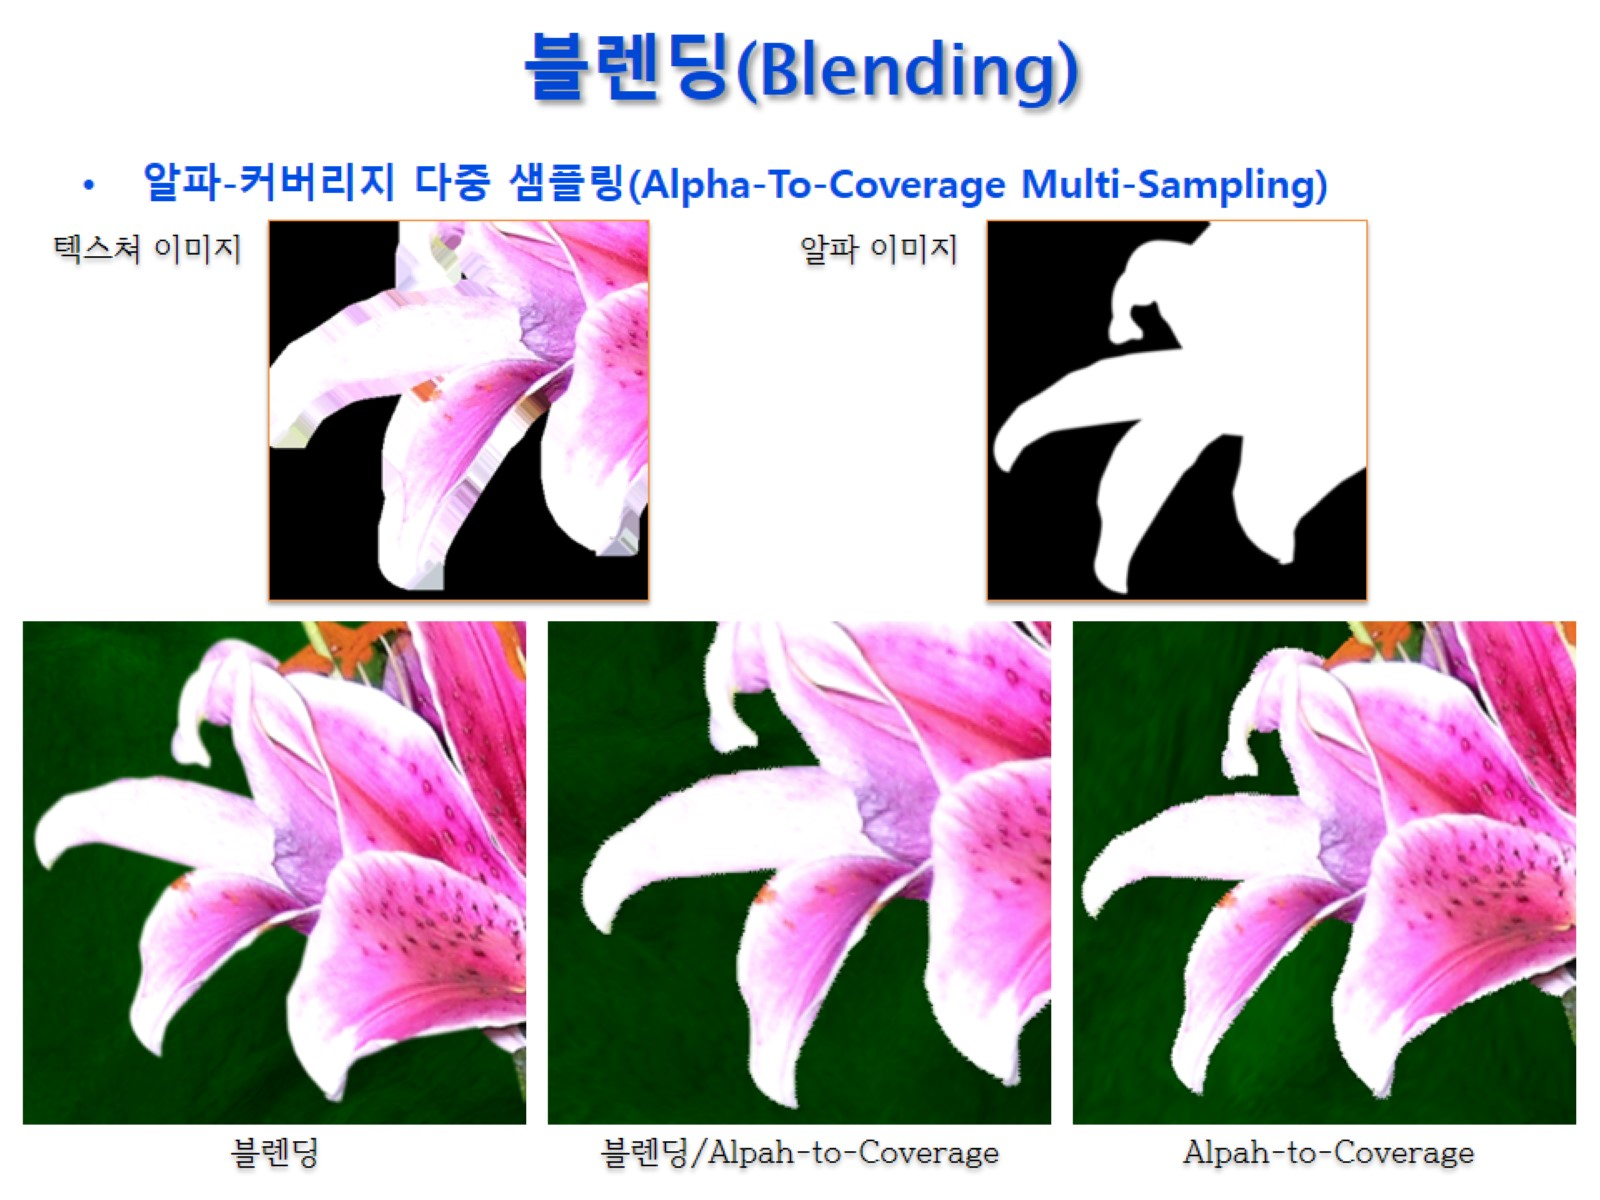 블렌딩(Blending)
• 알파-커버리지 다중 샘플링(Alpha-To-Coverage Multi-Sampling)
텍스쳐 이미지
알파 이미지
블렌딩
블렌딩/Alpah-to-Coverage
Alpah-to-Coverage